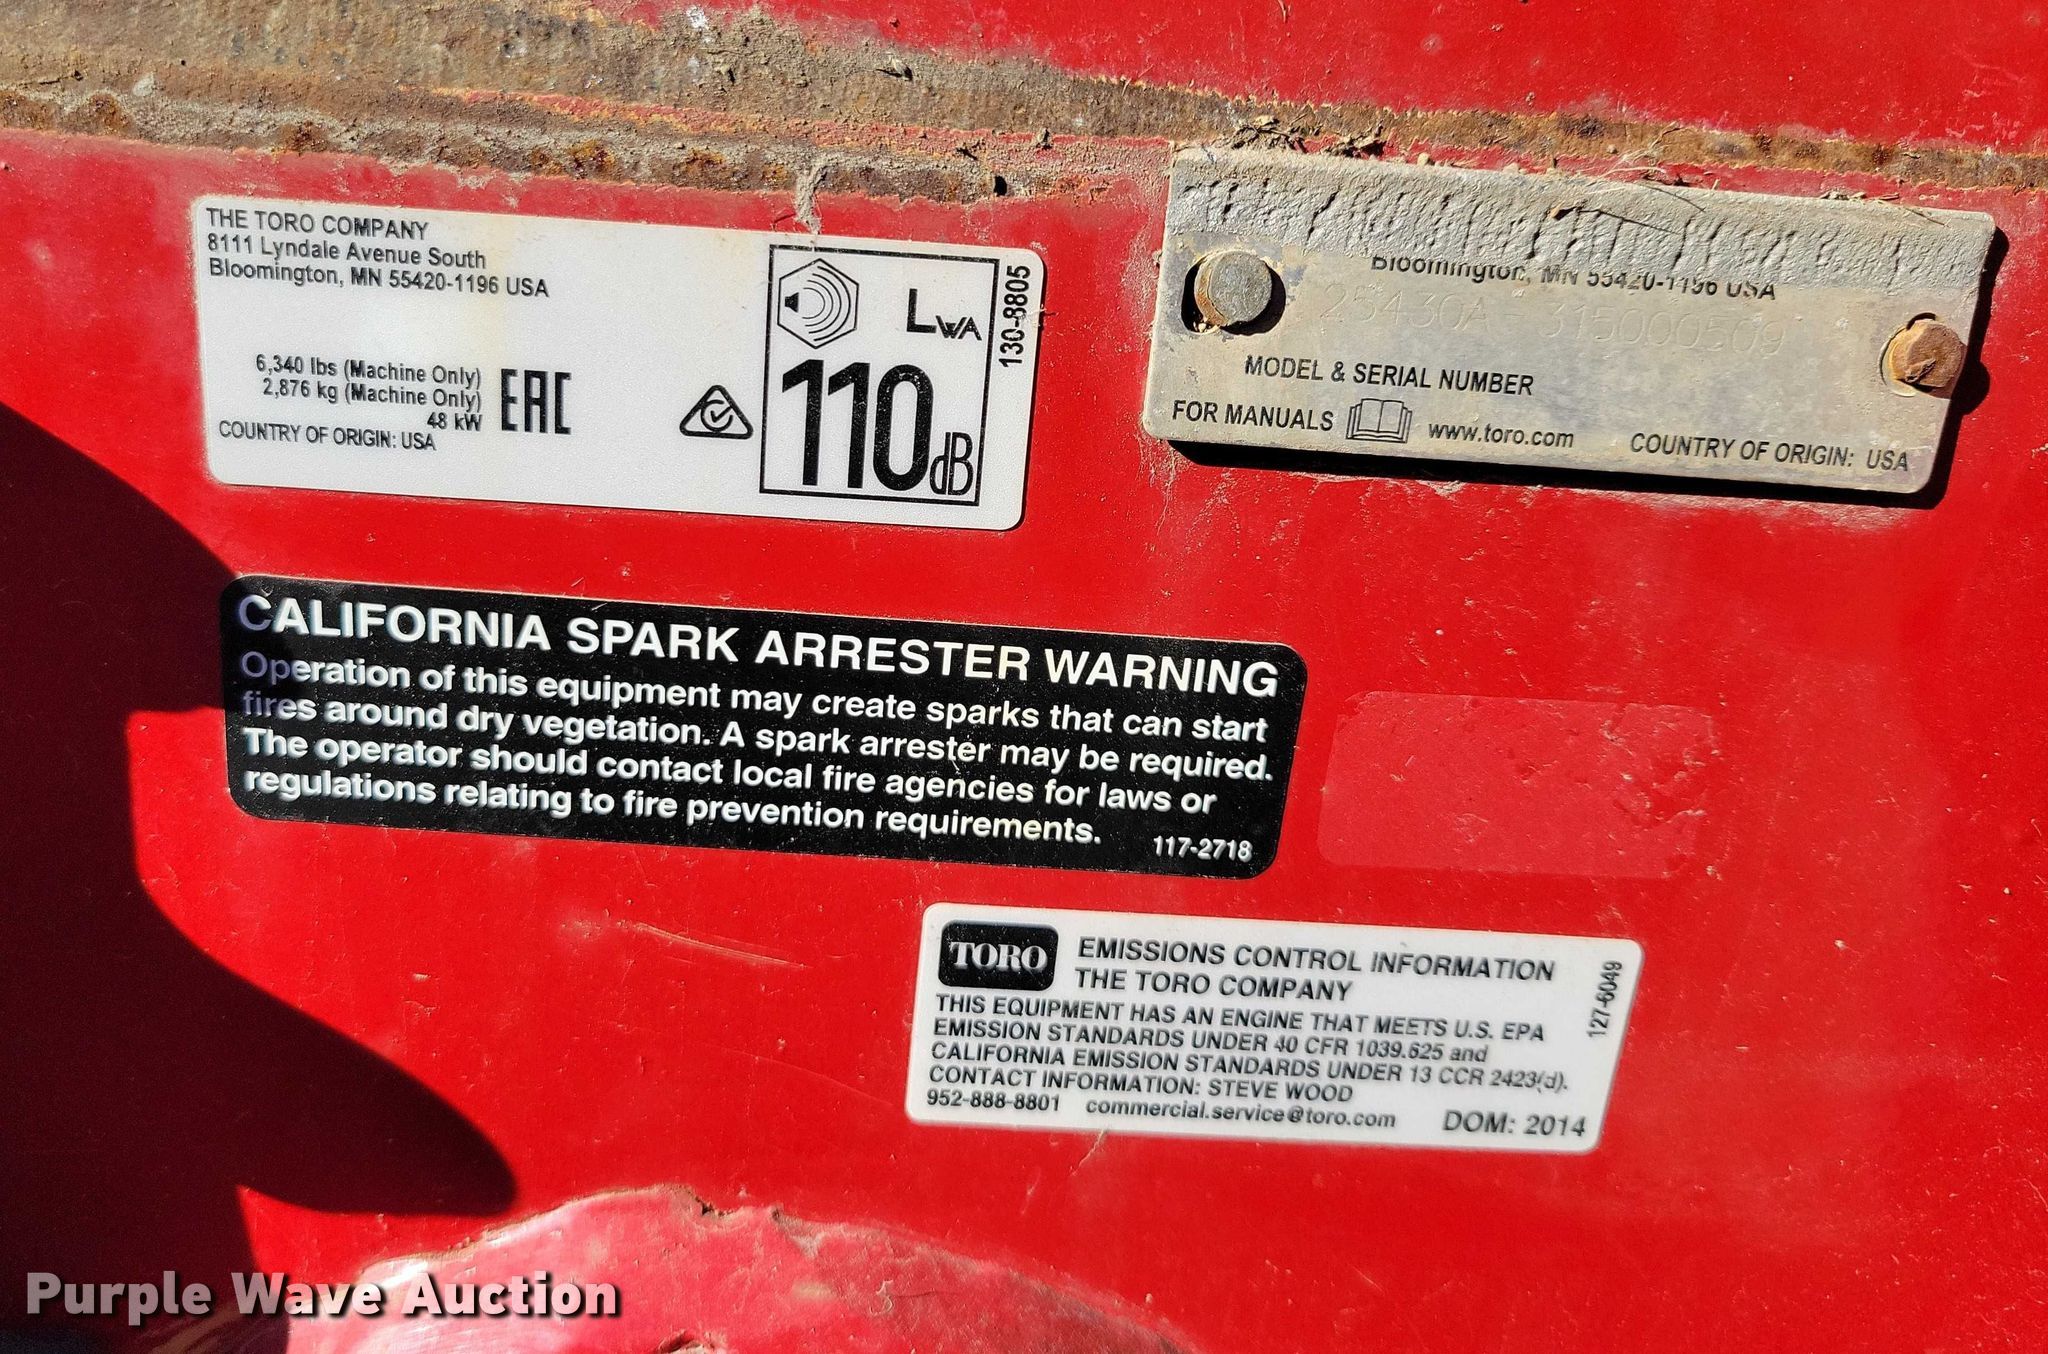 THE TORO COMPANY
8111 Lyndale Avenue South
Bloomington, MN 55420-1196 USA
6,340 lbs (Machine Only)
2,876 kg (Machine Only)
48 kW
EAC
COUNTRY OF ORIGIN: USA
LWA
110dB
130-8805
Bloomington, MN 55420-1196 USA
25430A - 315000509
MODEL & SERIAL NUMBER
FOR MANUALS www.toro.com COUNTRY OF ORIGIN: USA
CALIFORNIA SPARK ARRESTER WARNING
Operation of this equipment may create sparks that can start
fires around dry vegetation. A spark arrester may be required.
The operator should contact local fire agencies for laws or
regulations relating to fire prevention requirements.
117-2718
TORO
EMISSIONS CONTROL INFORMATION
THE TORO COMPANY
THIS EQUIPMENT HAS AN ENGINE THAT MEETS U.S. EPA
EMISSION STANDARDS UNDER 40 CFR 1039.625 and
CALIFORNIA EMISSION STANDARDS UNDER 13 CCR 2423(d).
CONTACT INFORMATION: STEVE WOOD
952-888-8801 commercial.service@toro.com DOM: 2014
127-6049
Purple Wave Auction